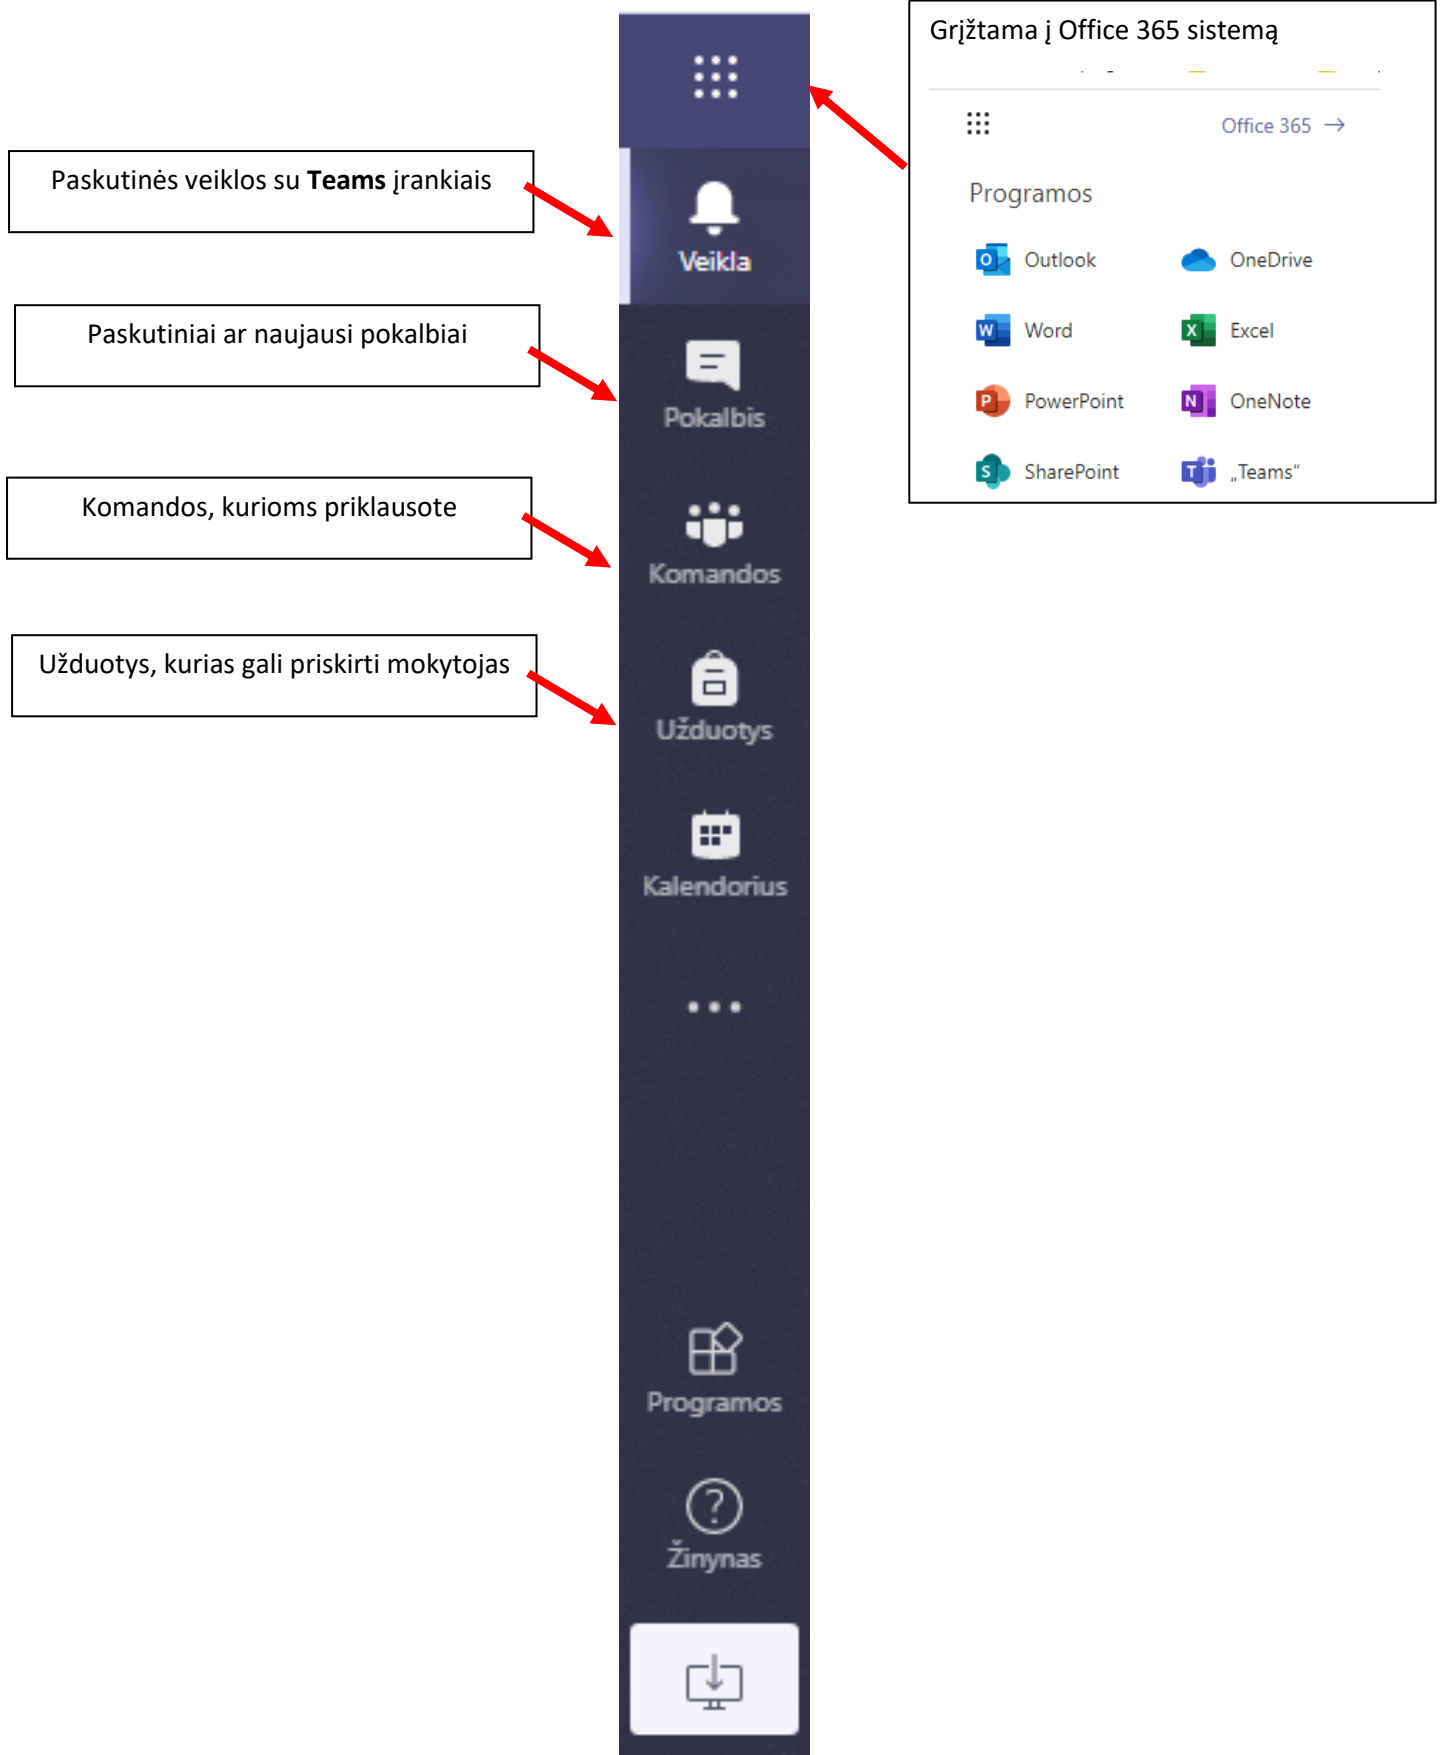 Grįžtama į Office 365 sistemą
Office 365 →
Programos
Outlook
OneDrive
Word
Excel
PowerPoint
OneNote
SharePoint
„Teams“
Paskutinės veiklos su Teams įrankiais
Veikla
Paskutiniai ar naujausi pokalbiai
Pokalbis
Komandos, kurioms priklausote
Komandos
Užduotys, kurias gali priskirti mokytojas
Užduotys
Kalendorius
Programos
Žinynas